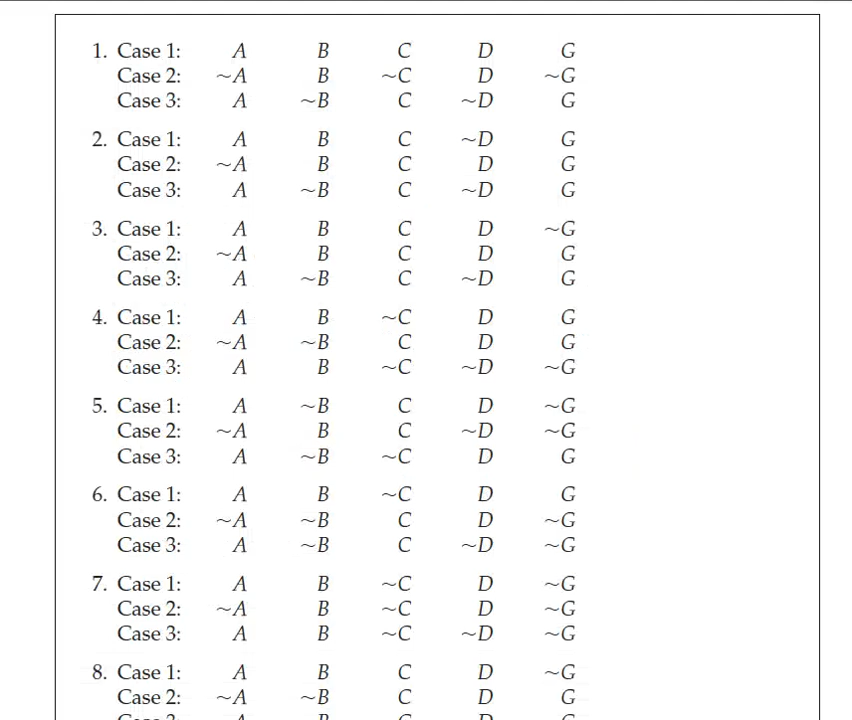 1. Case 1: A B C D G
Case 2: ~A B ~C D ~G
Case 3: A ~B C ~D G
2. Case 1: A B C ~D G
Case 2: ~A B C D G
Case 3: A ~B C ~D G
3. Case 1: A B C D ~G
Case 2: ~A B C D G
Case 3: A ~B C ~D G
4. Case 1: A B ~C D G
Case 2: ~A ~B C D G
Case 3: A B ~C ~D ~G
5. Case 1: A ~B C D ~G
Case 2: ~A B C ~D ~G
Case 3: A ~B ~C D G
6. Case 1: A B ~C D G
Case 2: ~A ~B C D ~G
Case 3: A ~B C ~D ~G
7. Case 1: A B ~C D ~G
Case 2: ~A B ~C D ~G
Case 3: A B ~C ~D ~G
8. Case 1: A B C D ~G
Case 2: ~A ~B C D G